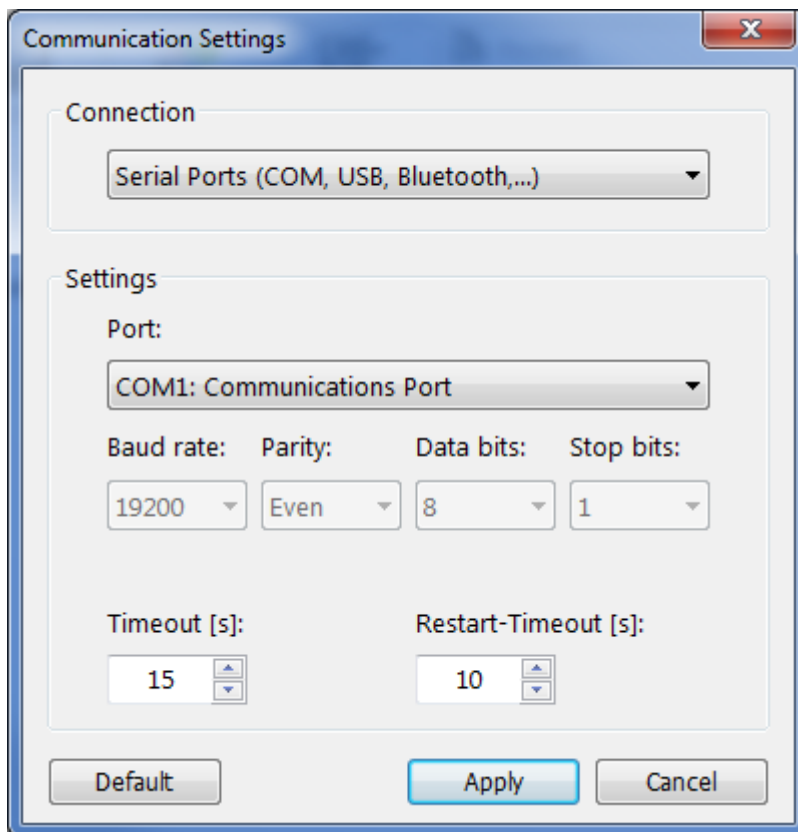 Communication Settings
Connection
Serial Ports (COM, USB, Bluetooth,...)
Settings
Port:
COM1: Communications Port
Baud rate: Parity: Data bits: Stop bits:
19200 Even 8 1
Timeout [s]: Restart-Timeout [s]:
15 10
Default Apply Cancel